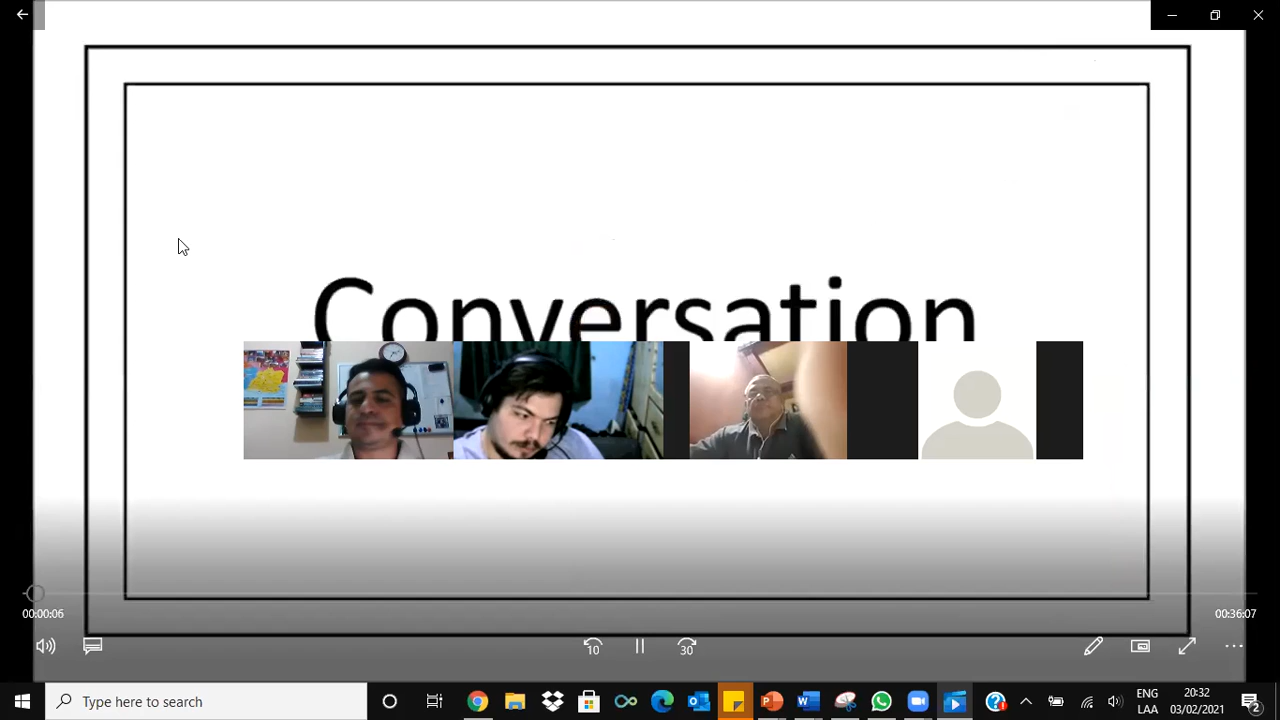 Conversation
00:00:06
00:36:07
10
30
Type here to search
ENG
LAA
20:32
03/02/2021
2